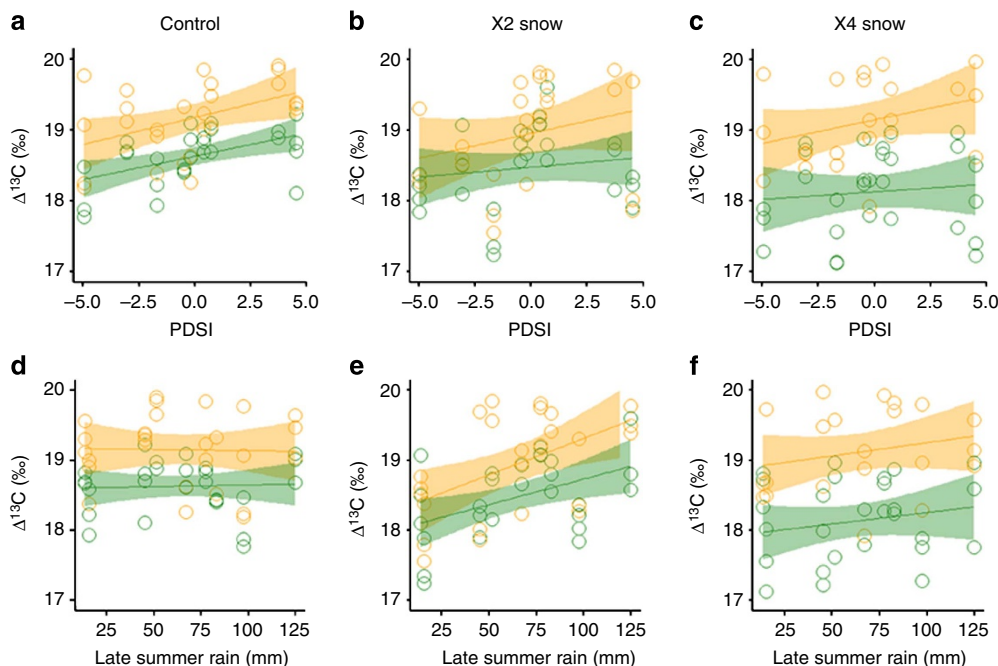 a Control
b X2 snow
c X4 snow
Δ13C (‰)
20
19
18
17
–5.0 –2.5 0.0 2.5 5.0
PDSI
Δ13C (‰)
20
19
18
17
–5.0 –2.5 0.0 2.5 5.0
PDSI
Δ13C (‰)
20
19
18
17
–5.0 –2.5 0.0 2.5 5.0
PDSI
d
e
f
Δ13C (‰)
20
19
18
17
25 50 75 100 125
Late summer rain (mm)
Δ13C (‰)
20
19
18
17
25 50 75 100 125
Late summer rain (mm)
Δ13C (‰)
20
19
18
17
25 50 75 100 125
Late summer rain (mm)